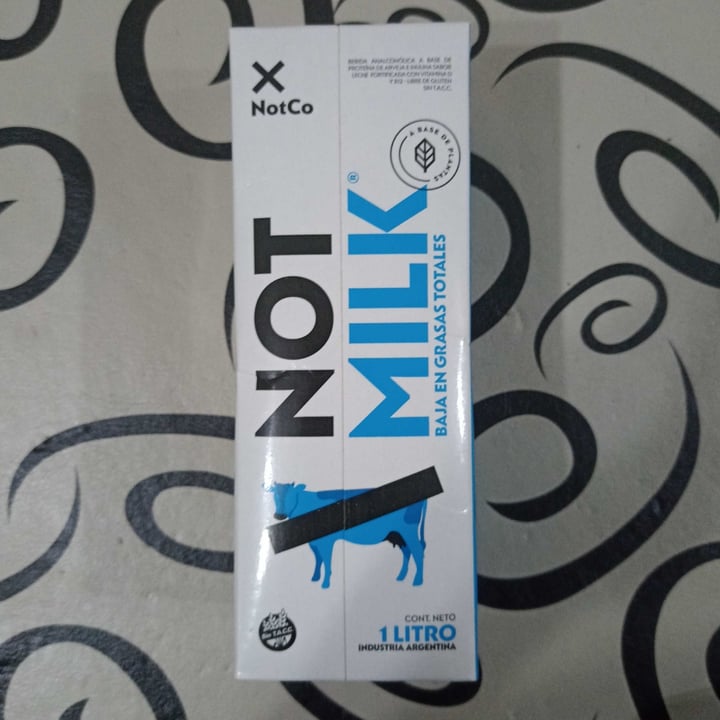 NotCo
BEBIDA ANALCOHÓLICA A BASE DE
PROTEÍNA DE ARVEJA E INULINA SABOR
LECHE FORTIFICADA CON VITAMINA D
Y B12 - LIBRE DE GLUTEN
SIN T.A.C.C.
A BASE DE PLANTAS
NOT
MILK®
BAJA EN GRASAS TOTALES
Sin T.A.C.C.
CONT. NETO
1 LITRO
INDUSTRIA ARGENTINA